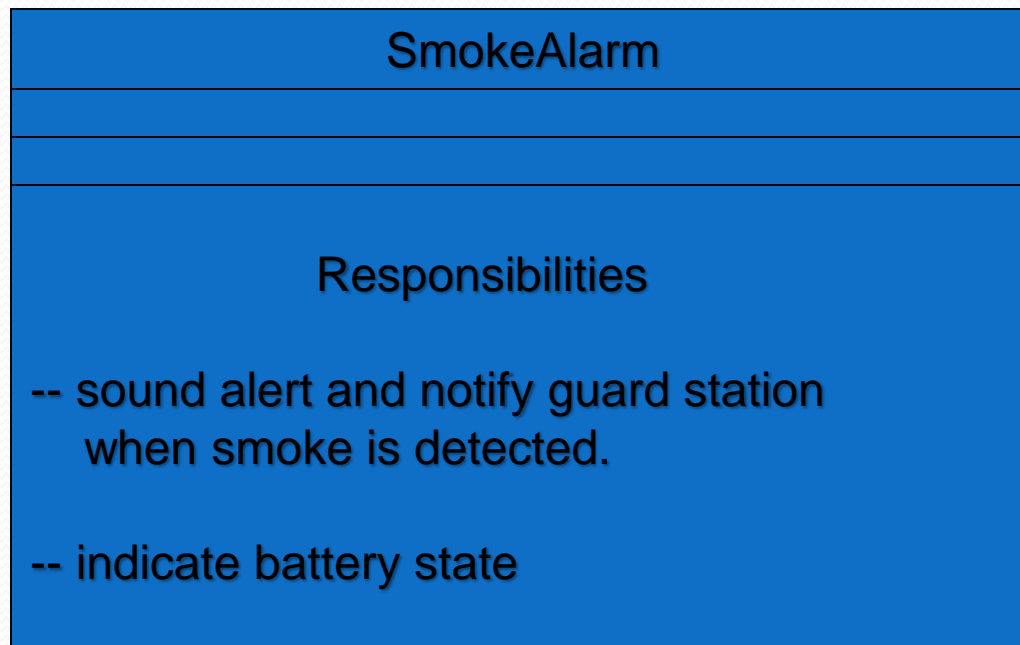 SmokeAlarm
Responsibilities
-- sound alert and notify guard station
when smoke is detected.
-- indicate battery state